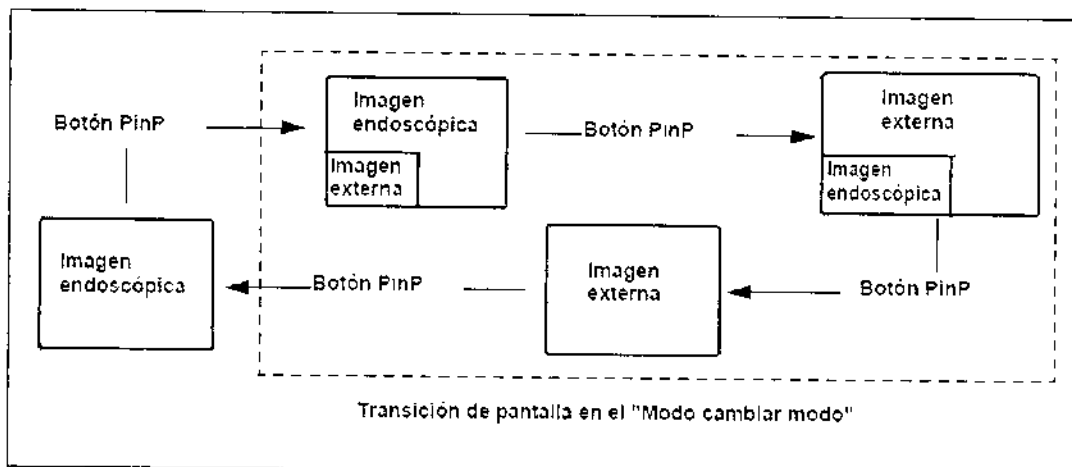 Botón PinP
Imagen
endoscópica
Imagen
externa
Botón PinP
Imagen
externa
Imagen
endoscópica
Imagen
endoscópica
Botón PinP
Imagen
externa
Botón PinP
Transición de pantalla en el "Modo cambiar modo"